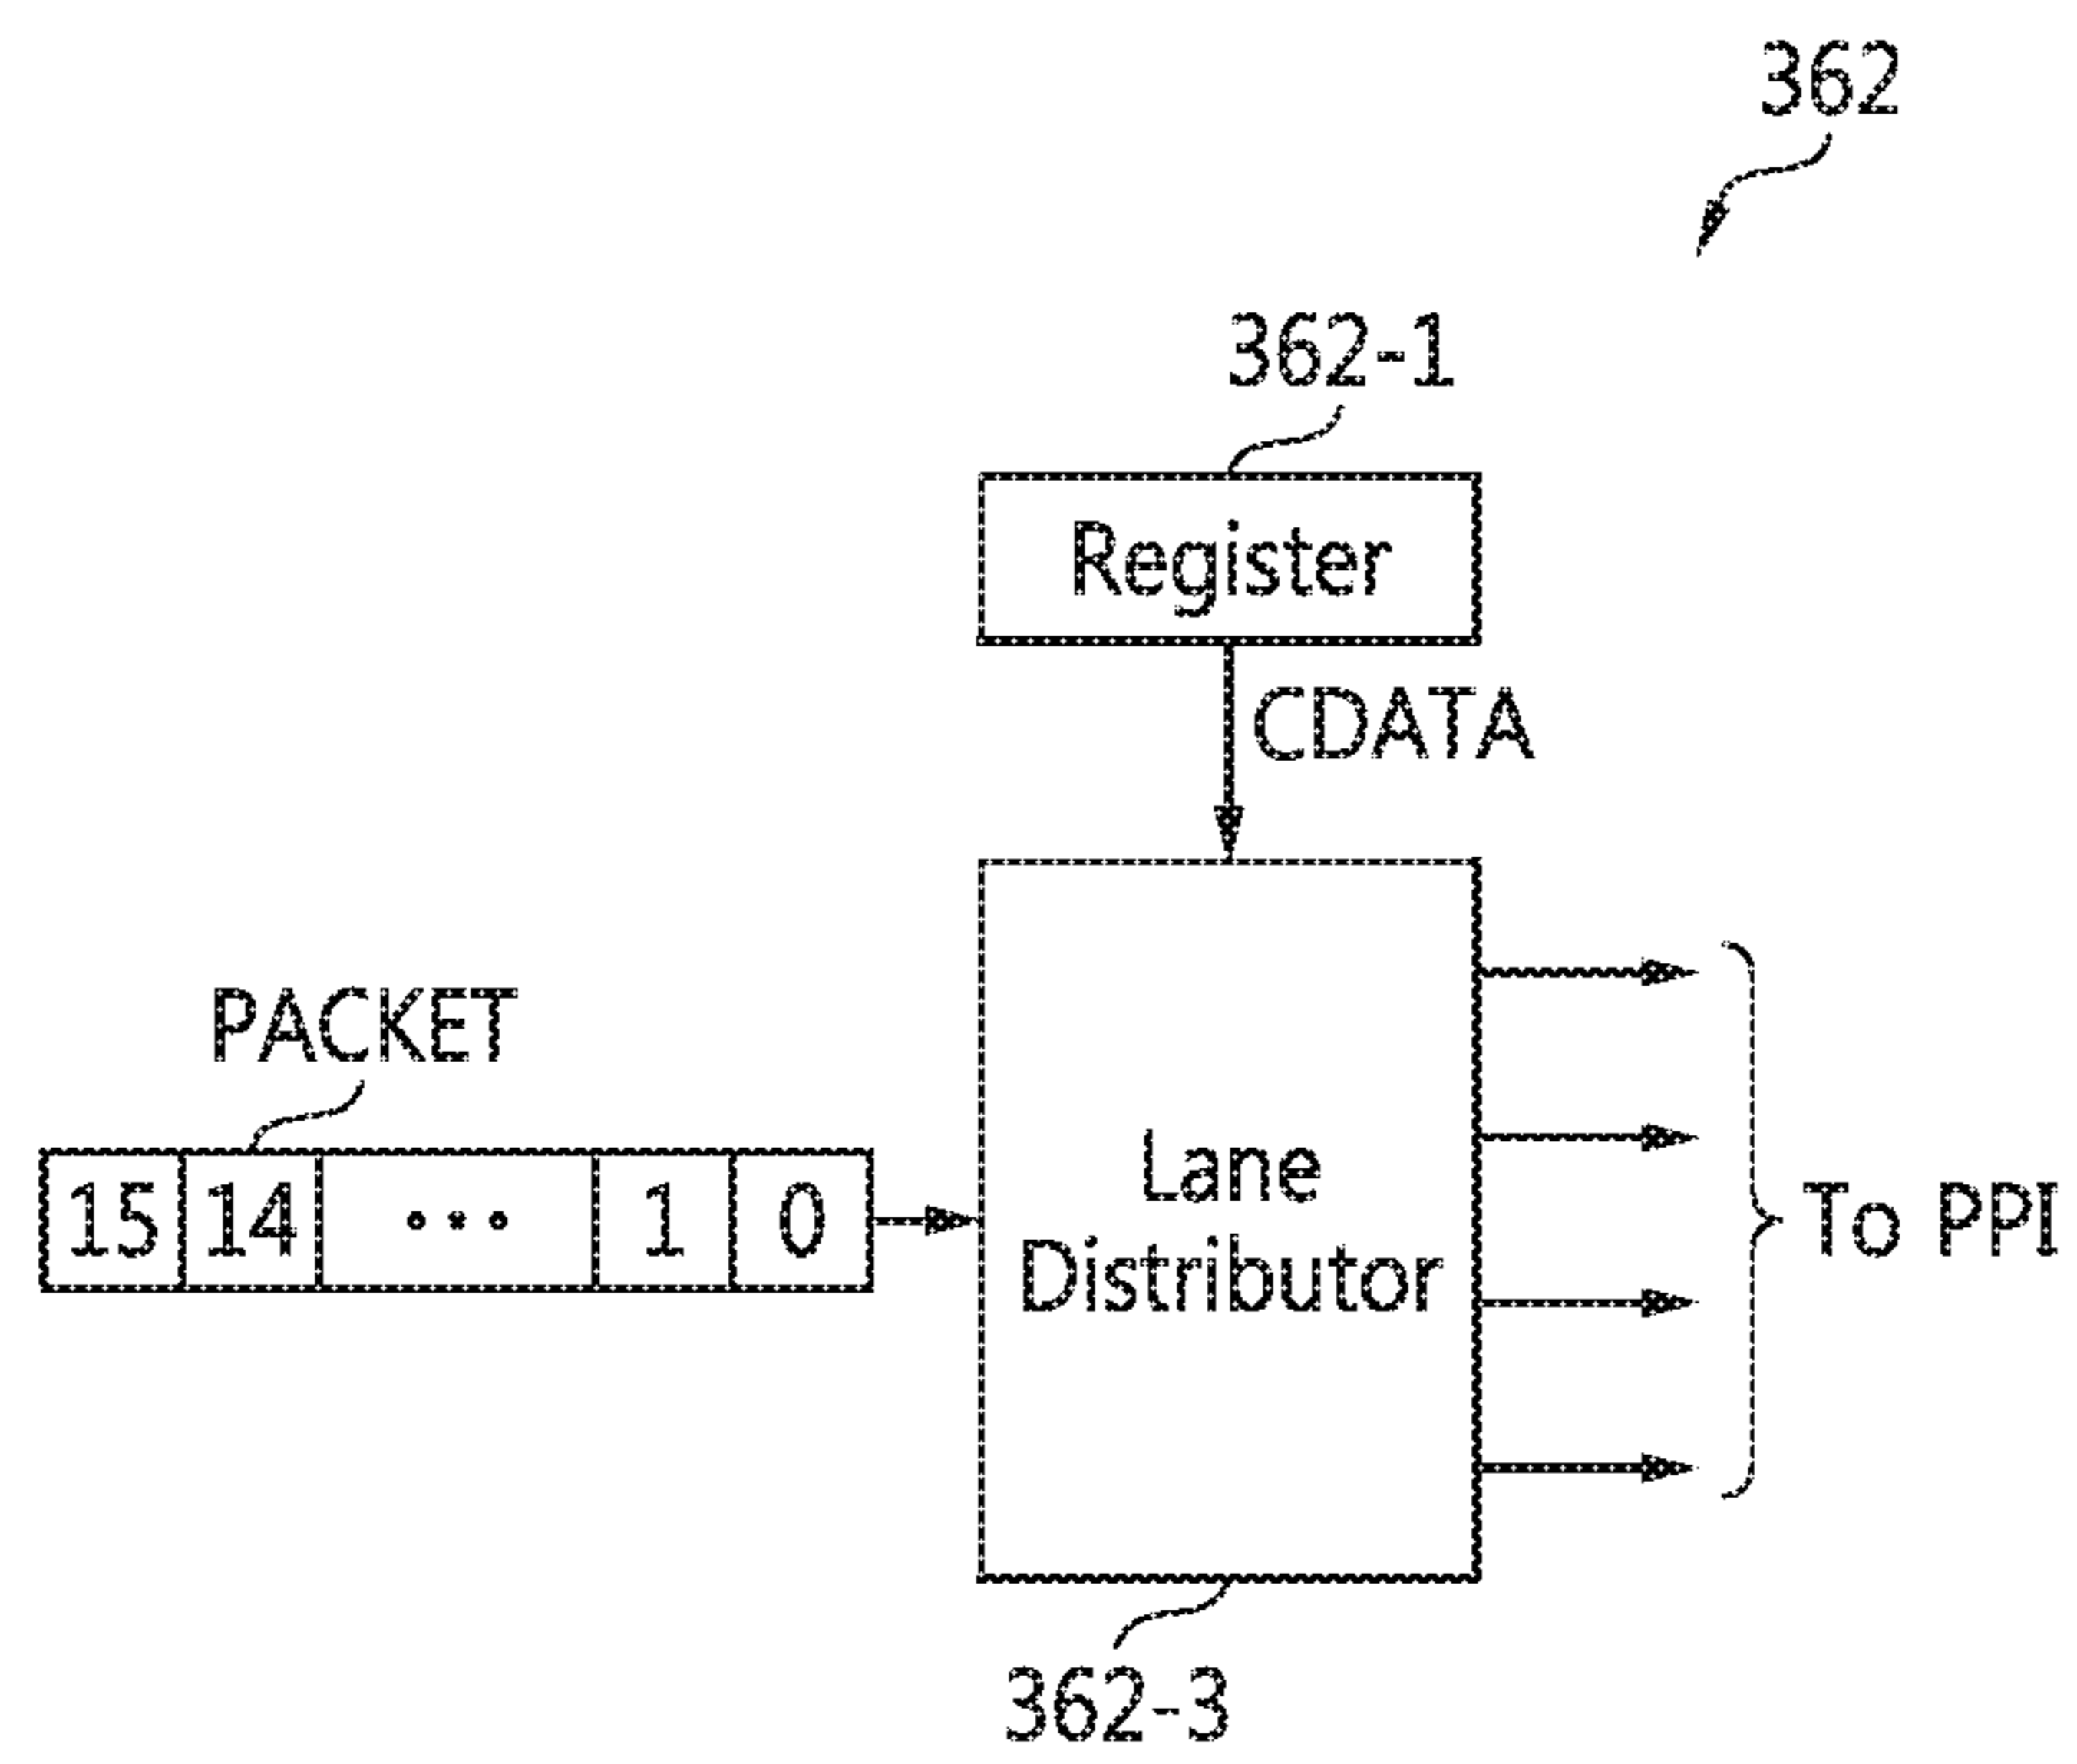 362
362-1
Register
CDATA
PACKET
15 14 ••• 1 0
Lane
Distributor
To PPI
362-3